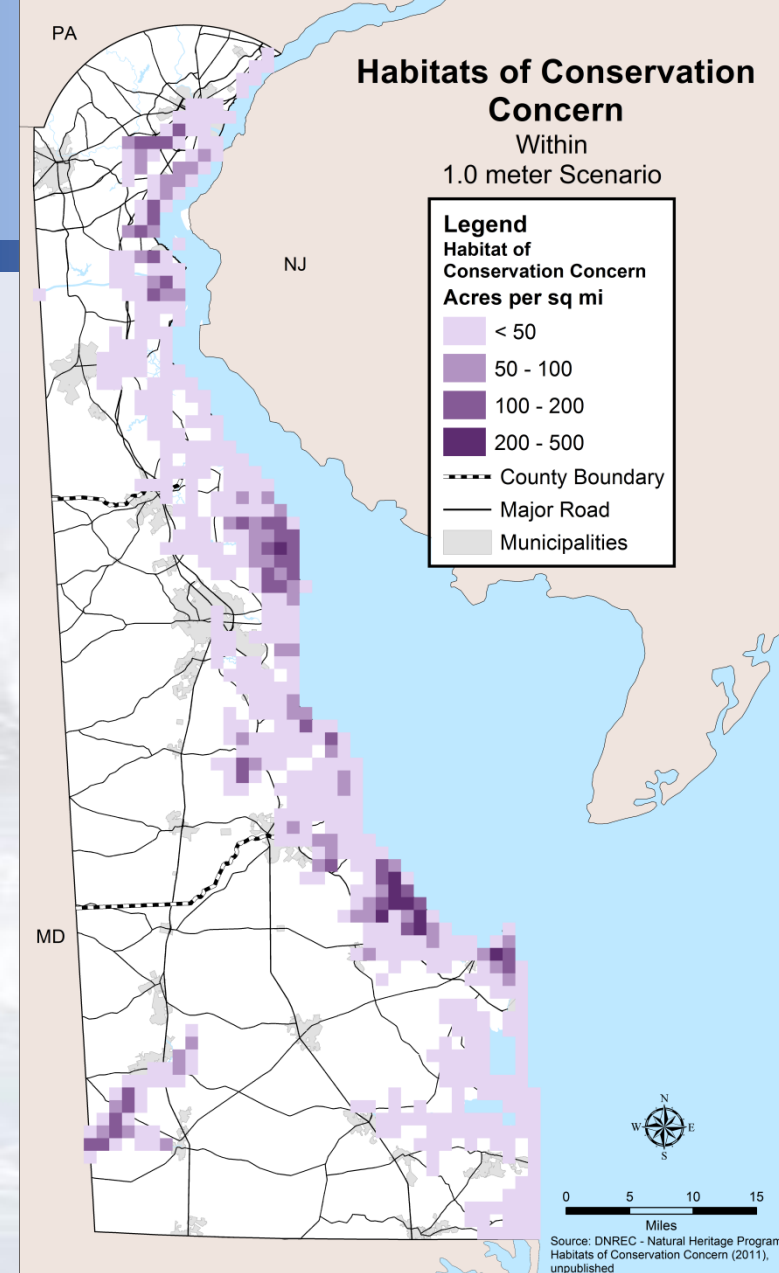 PA
Habitats of Conservation
Concern
Within
1.0 meter Scenario
NJ
Legend
Habitat of
Conservation Concern
Acres per sq mi
< 50
50 - 100
100 - 200
200 - 500
County Boundary
Major Road
Municipalities
MD
N
W E
S
0 5 10 15
Miles
Source: DNREC - Natural Heritage Program
Habitats of Conservation Concern (2011),
unpublished